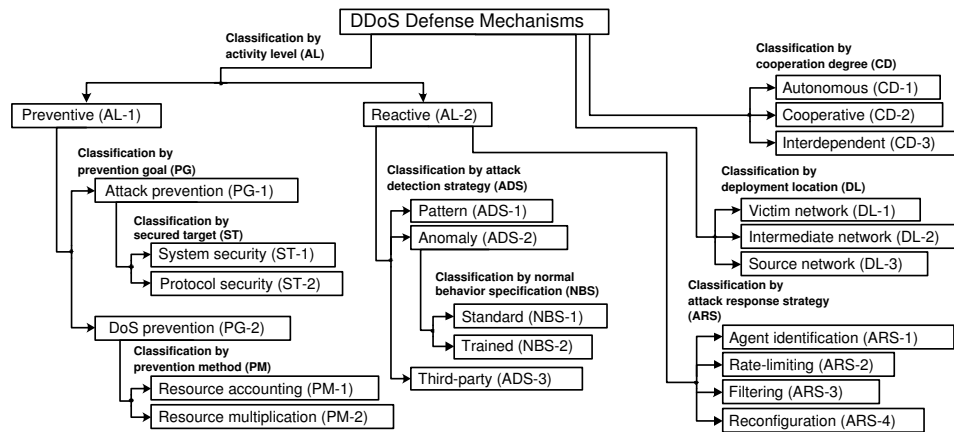 DDoS Defense Mechanisms
Classification by
activity level (AL)
Preventive (AL-1)
Classification by
prevention goal (PG)
Attack prevention (PG-1)
Classification by
secured target (ST)
System security (ST-1)
Protocol security (ST-2)
DoS prevention (PG-2)
Classification by
prevention method (PM)
Resource accounting (PM-1)
Resource multiplication (PM-2)
Reactive (AL-2)
Classification by attack
detection strategy (ADS)
Pattern (ADS-1)
Anomaly (ADS-2)
Classification by normal
behavior specification (NBS)
Standard (NBS-1)
Trained (NBS-2)
Third-party (ADS-3)
Classification by
cooperation degree (CD)
Autonomous (CD-1)
Cooperative (CD-2)
Interdependent (CD-3)
Classification by
deployment location (DL)
Victim network (DL-1)
Intermediate network (DL-2)
Source network (DL-3)
Classification by
attack response strategy
(ARS)
Agent identification (ARS-1)
Rate-limiting (ARS-2)
Filtering (ARS-3)
Reconfiguration (ARS-4)